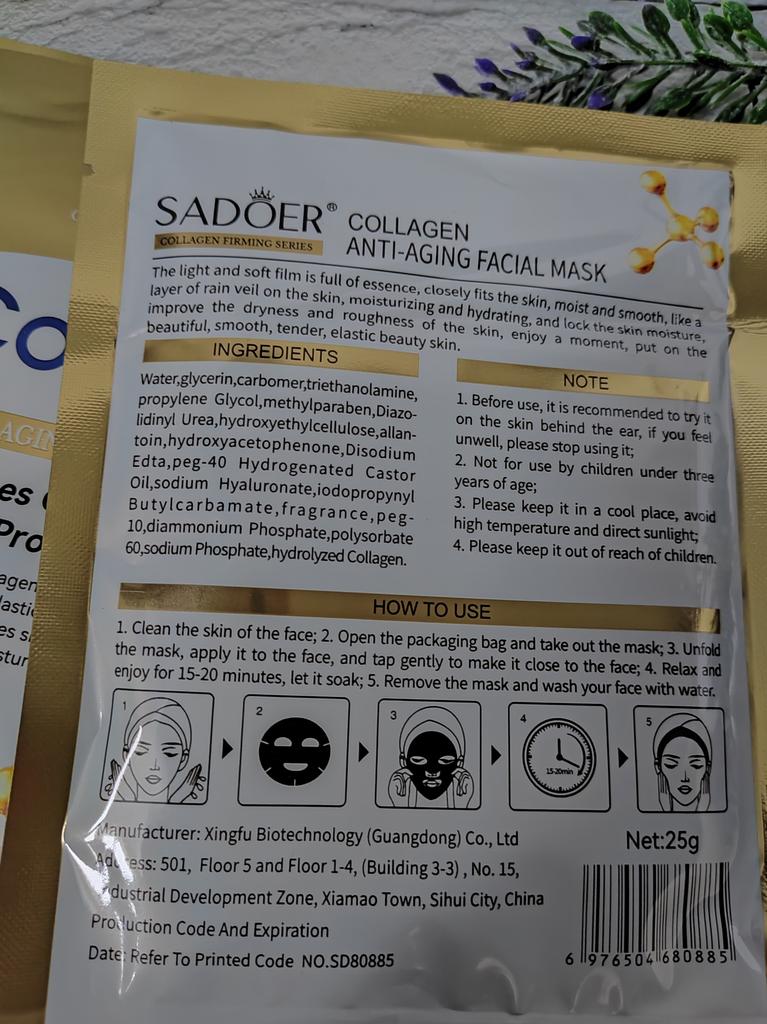 SADOER®
COLLAGEN FIRMING SERIES
COLLAGEN
ANTI-AGING FACIAL MASK
The light and soft film is full of essence, closely fits the skin, moist and smooth, like a
layer of rain veil on the skin, moisturizing and hydrating, and lock the skin moisture,
improve the dryness and roughness of the skin, enjoy a moment, put on the
beautiful, smooth, tender, elastic beauty skin.
INGREDIENTS
Water,glycerin,carbomer,triethanolamine,
propylene Glycol,methylparaben,Diazo-
lidinyl Urea,hydroxyethylcellulose,allan-
toin,hydroxyacetophenone,Disodium
Edta,peg-40 Hydrogenated Castor
Oil,sodium Hyaluronate,iodopropynyl
Butylcarbamate,fragrance,peg-
10,diammonium Phosphate,polysorbate
60,sodium Phosphate,hydrolyzed Collagen.
NOTE
1. Before use, it is recommended to try it
on the skin behind the ear, if you feel
unwell, please stop using it;
2. Not for use by children under three
years of age;
3. Please keep it in a cool place, avoid
high temperature and direct sunlight;
4. Please keep it out of reach of children.
HOW TO USE
1. Clean the skin of the face; 2. Open the packaging bag and take out the mask; 3. Unfold
the mask, apply it to the face, and tap gently to make it close to the face; 4. Relax and
enjoy for 15-20 minutes, let it soak; 5. Remove the mask and wash your face with water.
1
2
3
4
15-20min
5
Manufacturer: Xingfu Biotechnology (Guangdong) Co., Ltd
Address: 501, Floor 5 and Floor 1-4, (Building 3-3) , No. 15,
Industrial Development Zone, Xiamao Town, Sihui City, China
Production Code And Expiration
Date: Refer To Printed Code NO.SD80885
Net:25g
6 976504 680885
Co
AGIN
es
Pro
agen
lastic
es s
stur